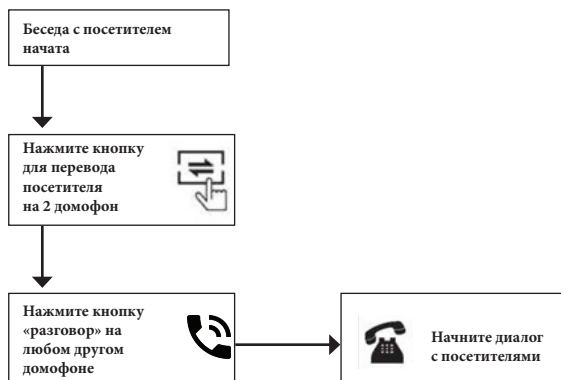 Беседа с посетителем
начата
Нажмите кнопку
для перевода
посетителя
на 2 домофон
Нажмите кнопку
«разговор» на
любом другом
домофоне
Начните диалог
с посетителями